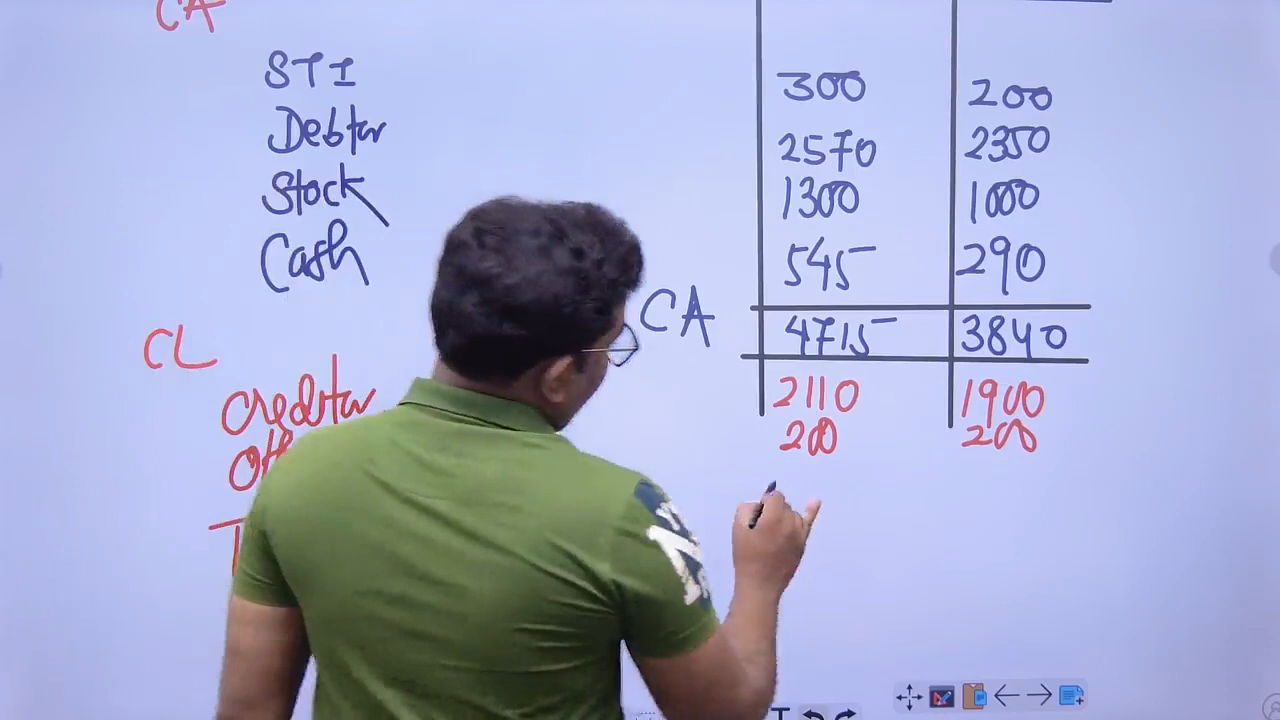 CA
STI 300 200
Debtor 2570 2350
Stock 1300 1000
Cash 545 290
CA 4715 3840
CL
Creditor 2110 1900
200 200